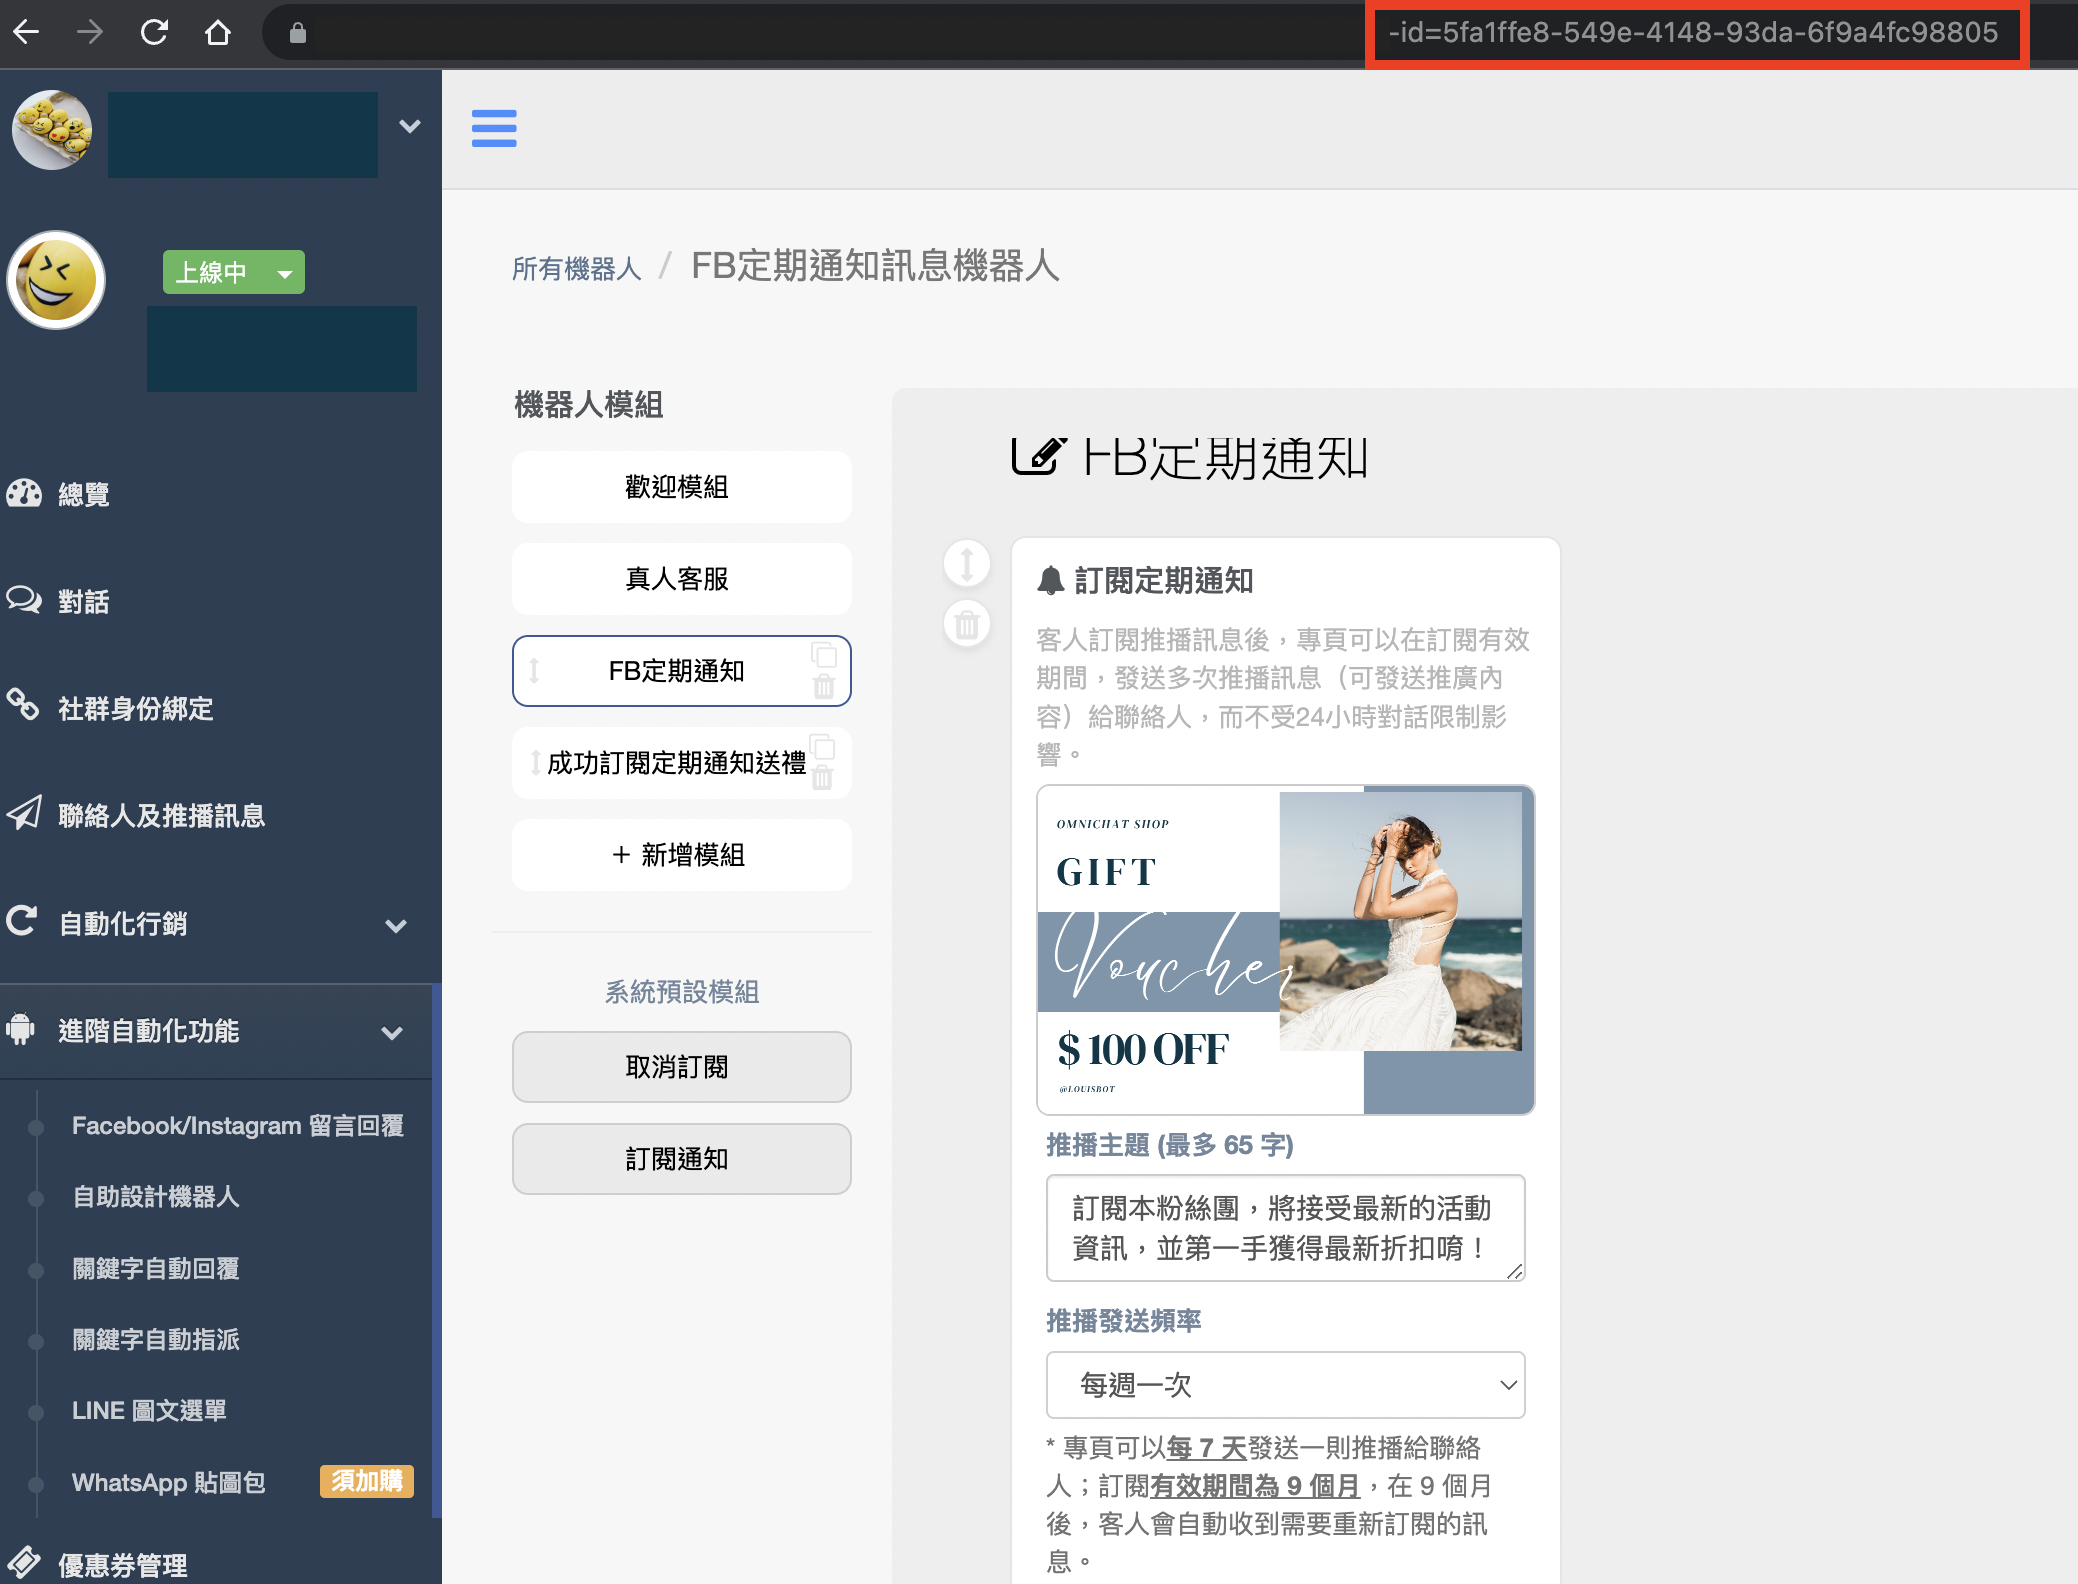 -id=5fa1ffe8-549e-4148-93da-6f9a4fc98805
上線中
總覽
對話
社群身份綁定
聯絡人及推播訊息
自動化行銷
進階自動化功能
Facebook/Instagram 留言回覆
自助設計機器人
關鍵字自動回覆
關鍵字自動指派
LINE 圖文選單
WhatsApp 貼圖包
須加購
優惠券管理
所有機器人 / FB定期通知訊息機器人
機器人模組
歡迎模組
真人客服
FB定期通知
成功訂閱定期通知送禮
+ 新增模組
系統預設模組
取消訂閱
訂閱通知
FB定期通知
訂閱定期通知
客人訂閱推播訊息後，專頁可以在訂閱有效
期間，發送多次推播訊息（可發送推廣內
容）給聯絡人，而不受24小時對話限制影
響。
OMNICHAT SHOP
GIFT
Voucher
$ 100 OFF
@LOUISBOT
推播主題 (最多 65 字)
訂閱本粉絲團，將接受最新的活動
資訊，並第一手獲得最新折扣唷！
推播發送頻率
每週一次
* 專頁可以每 7 天發送一則推播給聯絡
人；訂閱有效期間為 9 個月，在 9 個月
後，客人會自動收到需要重新訂閱的訊
息。